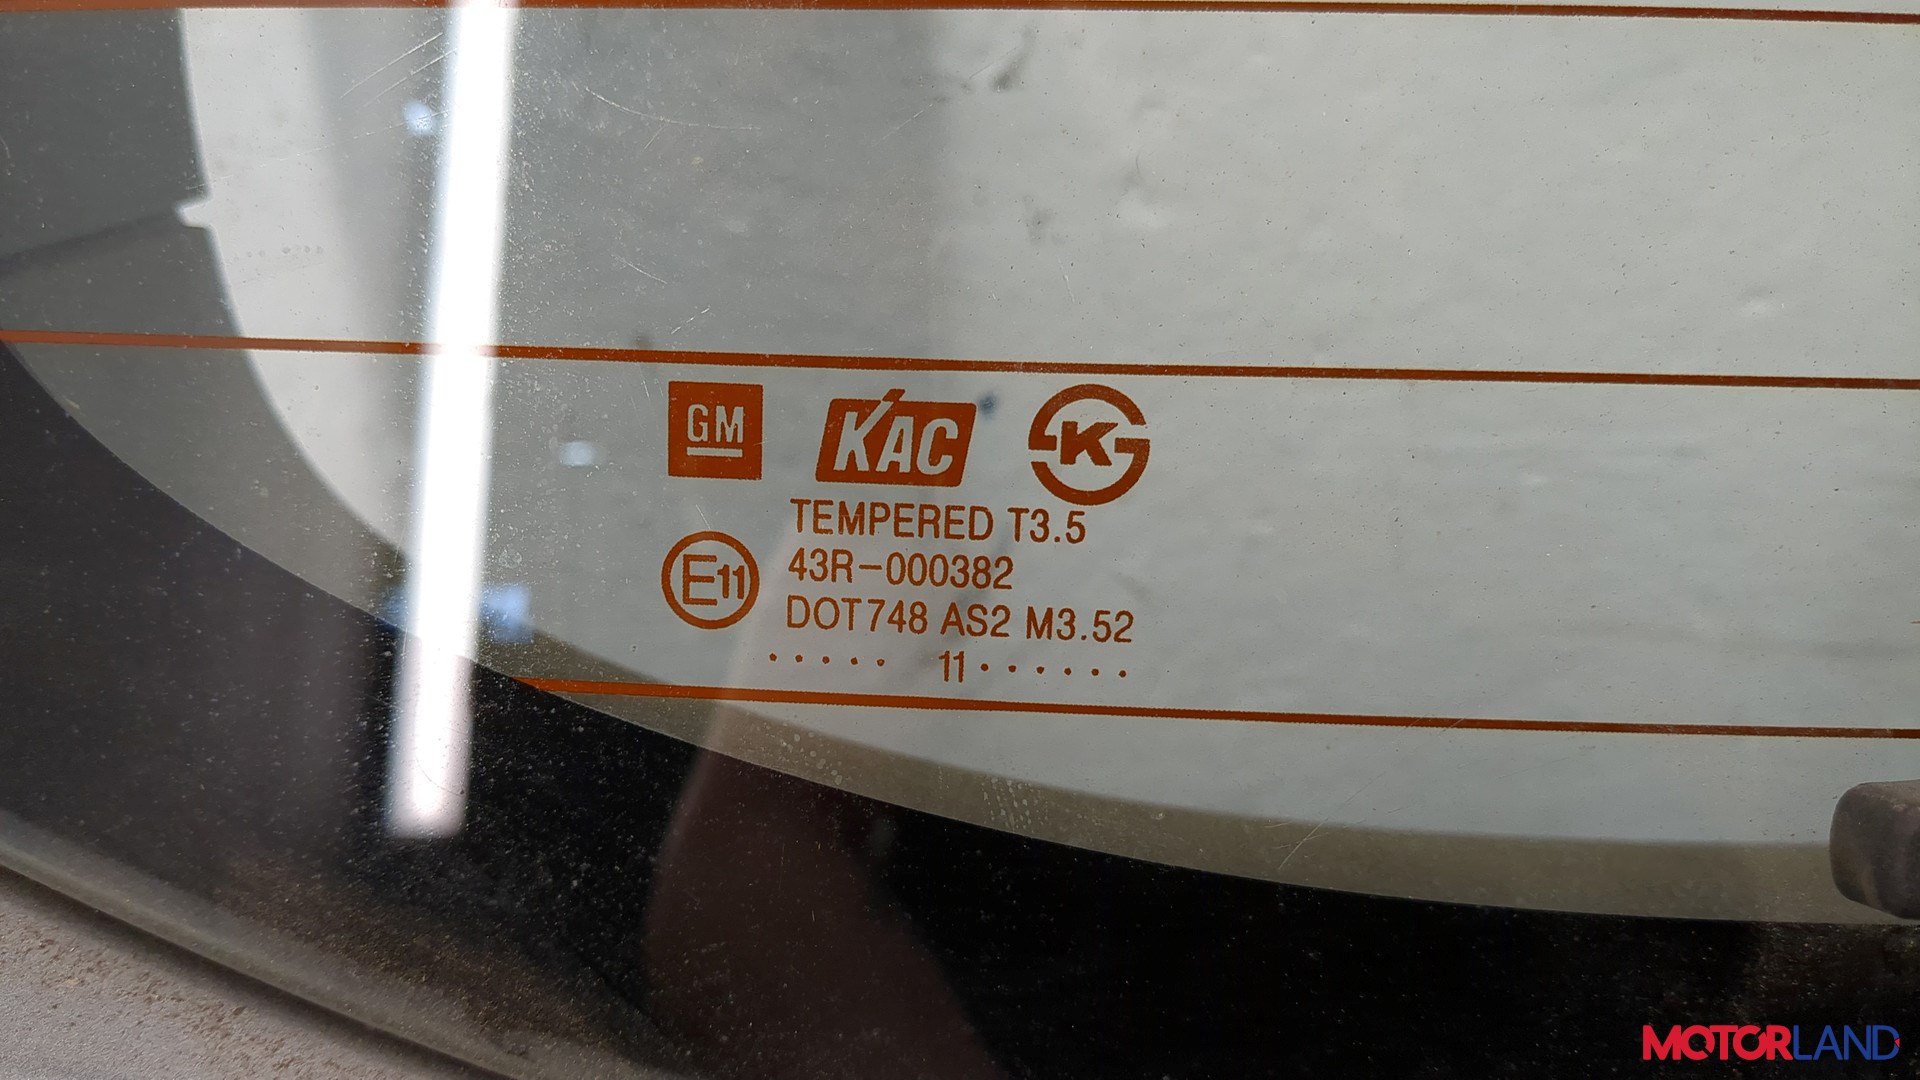 GM KAC K
TEMPERED T3.5
E11 43R-000382
DOT748 AS2 M3.52
..... 11......
MOTORLAND